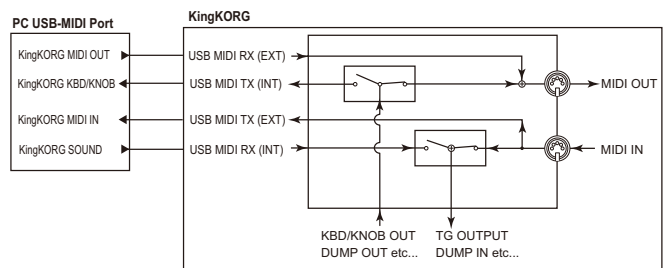 PC USB-MIDI Port
KingKORG
KingKORG MIDI OUT
USB MIDI RX (EXT)
KingKORG KBD/KNOB
USB MIDI TX (INT)
MIDI OUT
KingKORG MIDI IN
USB MIDI TX (EXT)
KingKORG SOUND
USB MIDI RX (INT)
MIDI IN
KBD/KNOB OUT
DUMP OUT etc...
TG OUTPUT
DUMP IN etc...